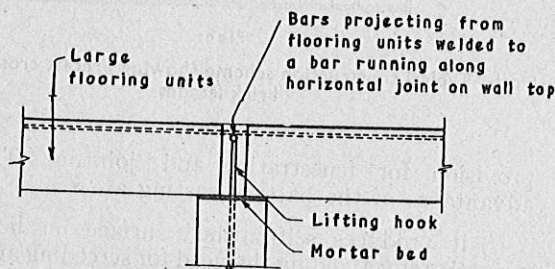 Bars projecting from
flooring units welded to
a bar running along
horizontal joint on wall top
Large
flooring units
Lifting hook
Mortar bed